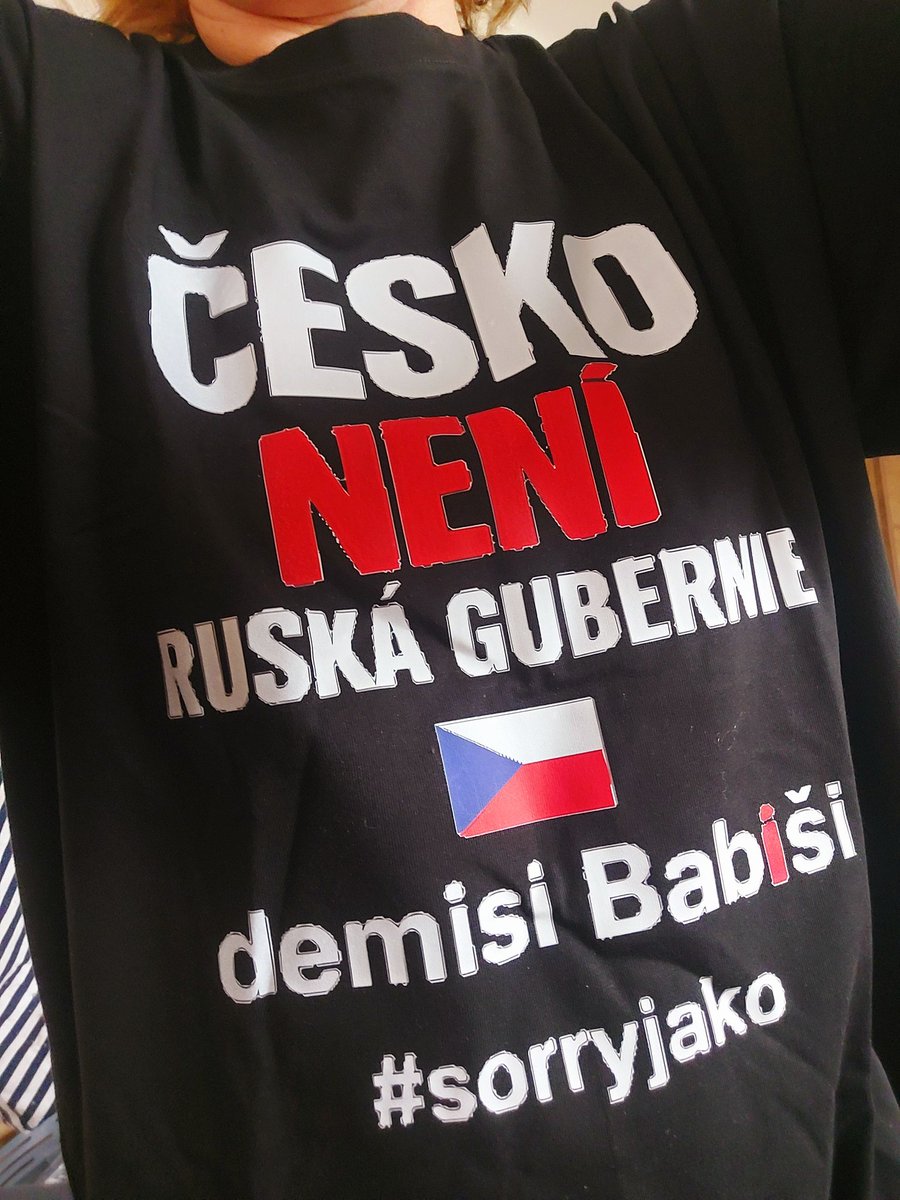 ČESKO
NENÍ
RUSKÁ GUBERNIE
demisi Babiši
#sorryjako